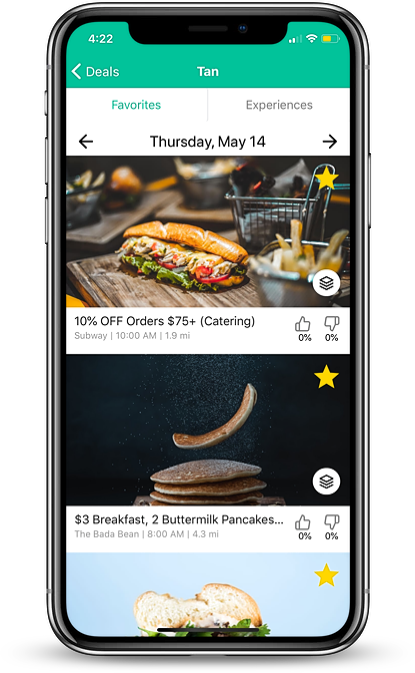 4:22
Deals
Tan
Favorites
Experiences
Thursday, May 14
10% OFF Orders $75+ (Catering)
Subway | 10:00 AM | 1.9 mi
0%
0%
$3 Breakfast, 2 Buttermilk Pancakes...
The Bada Bean | 8:00 AM | 4.3 mi
0%
0%